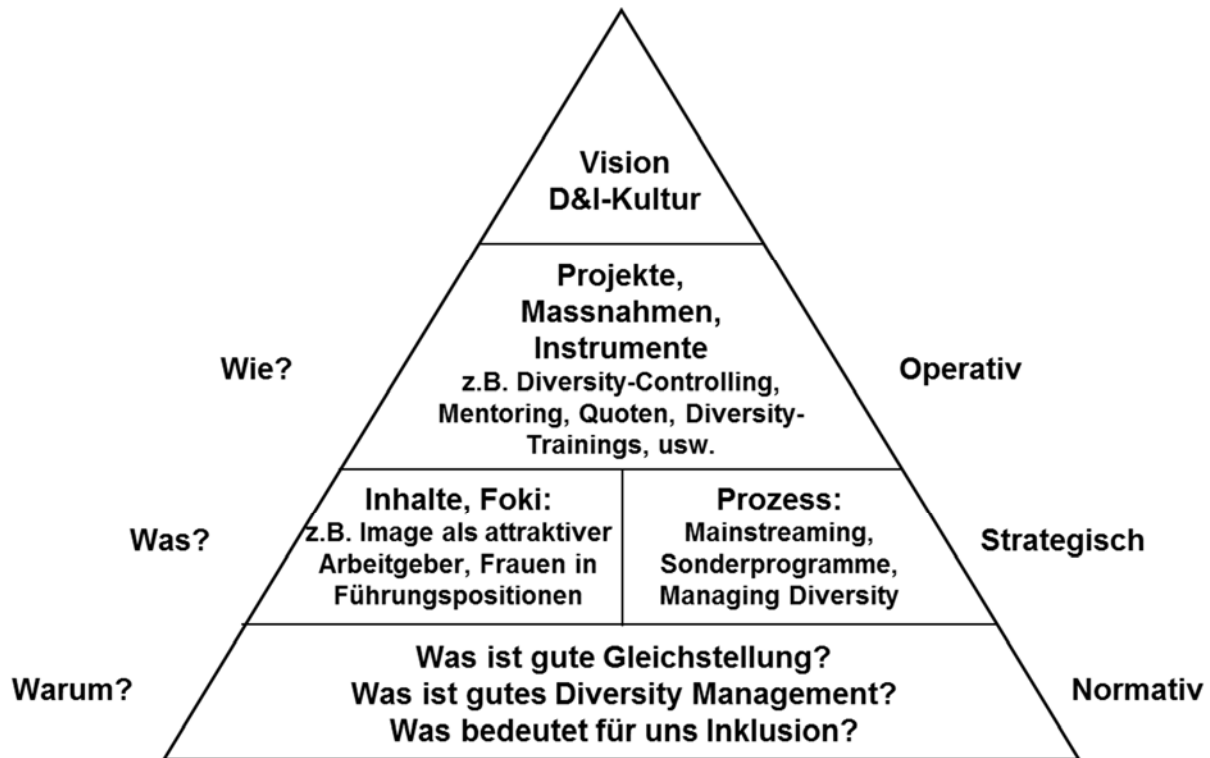 Vision
D&I-Kultur
Projekte,
Massnahmen,
Instrumente
z.B. Diversity-Controlling,
Mentoring, Quoten, Diversity-
Trainings, usw.
Wie?
Operativ
Inhalte, Foki:
z.B. Image als attraktiver
Arbeitgeber, Frauen in
Führungspositionen
Prozess:
Mainstreaming,
Sonderprogramme,
Managing Diversity
Was?
Strategisch
Was ist gute Gleichstellung?
Was ist gutes Diversity Management?
Was bedeutet für uns Inklusion?
Warum?
Normativ